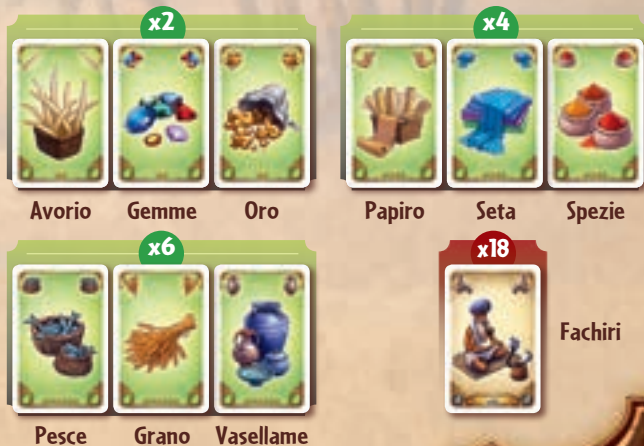 x2
Avorio Gemme Oro
x4
Papiro Seta Spezie
x6
Pesce Grano Vasellame
x18
Fachiri